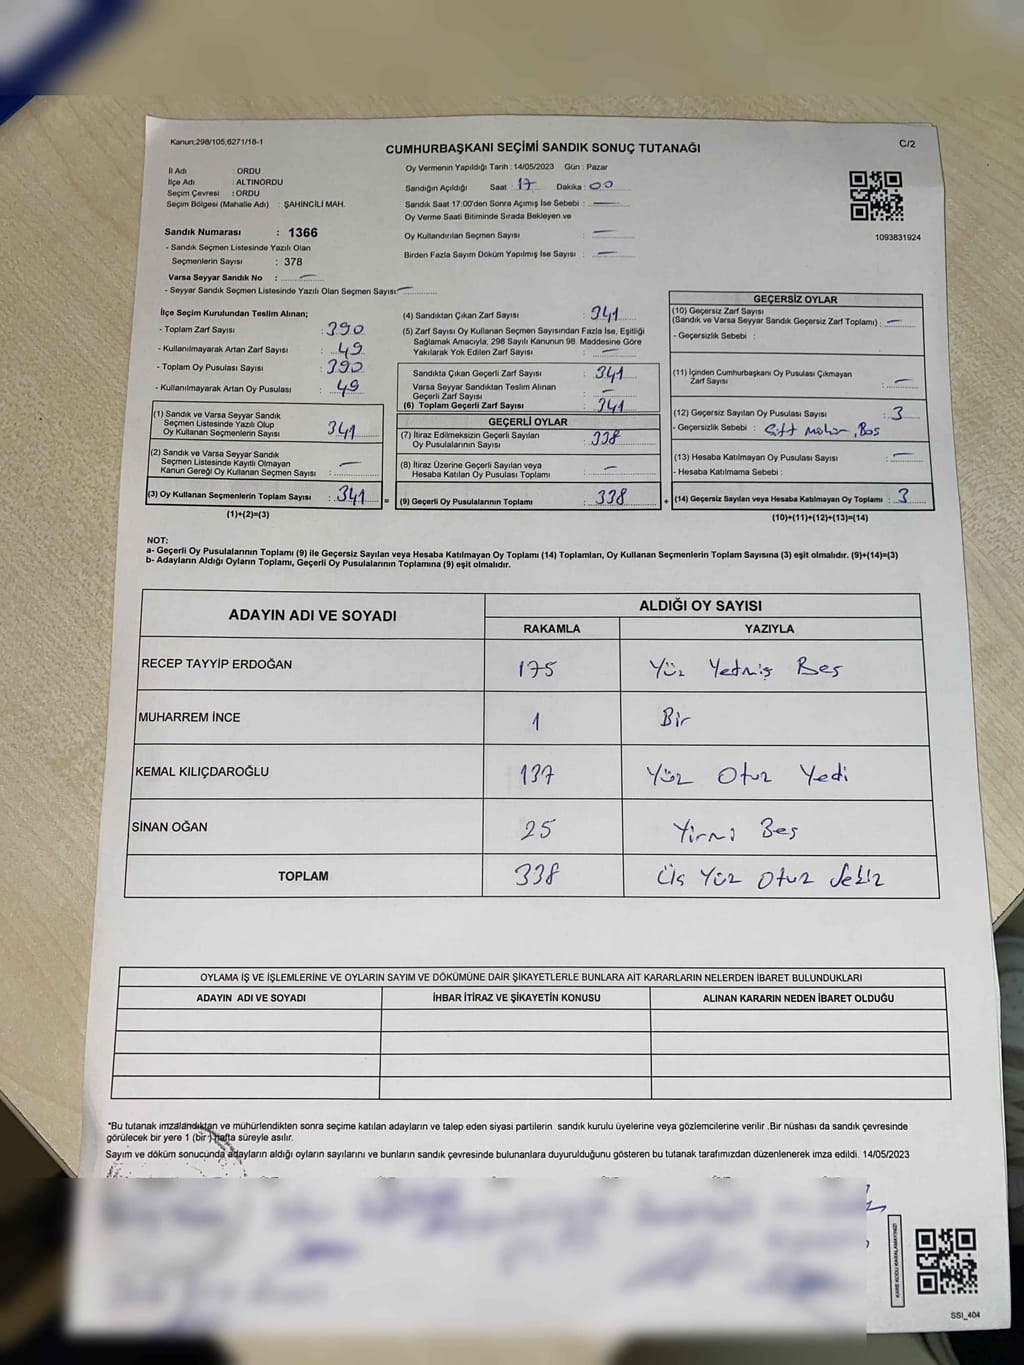 Kanun:298/105,6271/18-1
C/2
CUMHURBAŞKANI SEÇİMİ SANDIK SONUÇ TUTANAĞI
İl Adı : ORDU
İlçe Adı : ALTINORDU
Seçim Çevresi : ORDU
Seçim Bölgesi (Mahalle Adı) : ŞAHİNCİLİ MAH.
Sandık Numarası : 1366
- Sandık Seçmen Listesinde Yazılı Olan
Seçmenlerin Sayısı : 378
Varsa Seyyar Sandık No : —
- Seyyar Sandık Seçmen Listesinde Yazılı Olan Seçmen Sayısı: —
Oy Vermenin Yapıldığı Tarih : 14/05/2023 Gün : Pazar
Sandığın Açıldığı Saat : 17 Dakika : 00
Sandık Saat 17:00'den Sonra Açımış İse Sebebi : —
Oy Verme Saati Bitiminde Sırada Bekleyen ve
Oy Kullandırılan Seçmen Sayısı : —
Birden Fazla Sayım Döküm Yapılmış İse Sayısı : —
1093831924
İlçe Seçim Kurulundan Teslim Alınan;
- Toplam Zarf Sayısı : 390
- Kullanılmayarak Artan Zarf Sayısı : 49
- Toplam Oy Pusulası Sayısı : 390
- Kullanılmayarak Artan Oy Pusulası : 49
(1) Sandık ve Varsa Seyyar Sandık
Seçmen Listesinde Yazılı Olup
Oy Kullanan Seçmenlerin Sayısı : 341
(2) Sandık ve Varsa Seyyar Sandık
Seçmen Listesinde Kayıtlı Olmayan
Kanun Gereği Oy Kullanan Seçmen Sayısı : —
(3) Oy Kullanan Seçmenlerin Toplam Sayısı : 341 =
(1)+(2)=(3)
(4) Sandıktan Çıkan Zarf Sayısı : 341
(5) Zarf Sayısı Oy Kullanan Seçmen Sayısından Fazla İse, Eşitliği
Sağlamak Amacıyla, 298 Sayılı Kanunun 98. Maddesine Göre
Yakılarak Yok Edilen Zarf Sayısı : —
Sandıkta Çıkan Geçerli Zarf Sayısı : 341
Varsa Seyyar Sandıktan Teslim Alınan
Geçerli Zarf Sayısı : —
(6) Toplam Geçerli Zarf Sayısı : 341
GEÇERLİ OYLAR
(7) İtiraz Edilmeksizin Geçerli Sayılan
Oy Pusulalarının Sayısı : 338
(8) İtiraz Üzerine Geçerli Sayılan veya
Hesaba Katılan Oy Pusulası Toplamı : —
(9) Geçerli Oy Pusulalarının Toplamı : 338 +
GEÇERSİZ OYLAR
(10) Geçersiz Zarf Sayısı
(Sandık ve Varsa Seyyar Sandık Geçersiz Zarf Toplamı) : —
- Geçersizlik Sebebi :
(11) İçinden Cumhurbaşkanı Oy Pusulası Çıkmayan
Zarf Sayısı : —
(12) Geçersiz Sayılan Oy Pusulası Sayısı : 3
- Geçersizlik Sebebi : Çift Mühür, Boş
(13) Hesaba Katılmayan Oy Pusulası Sayısı : —
- Hesaba Katılmama Sebebi :
(14) Geçersiz Sayılan veya Hesaba Katılmayan Oy Toplamı : 3
(10)+(11)+(12)+(13)=(14)
NOT:
a- Geçerli Oy Pusulalarının Toplamı (9) ile Geçersiz Sayılan veya Hesaba Katılmayan Oy Toplamı (14) Toplamları, Oy Kullanan Seçmenlerin Toplam Sayısına (3) eşit olmalıdır. (9)+(14)=(3)
b- Adayların Aldığı Oyların Toplamı, Geçerli Oy Pusulalarının Toplamına (9) eşit olmalıdır.
ADAYIN ADI VE SOYADI ALDIĞI OY SAYISI
RAKAMLA YAZIYLA
RECEP TAYYİP ERDOĞAN 175 Yüz Yetmiş Beş
MUHARREM İNCE 1 Bir
KEMAL KILIÇDAROĞLU 137 Yüz Otuz Yedi
SİNAN OĞAN 25 Yirmi Beş
TOPLAM 338 Üç Yüz Otuz Sekiz
OYLAMA İŞ VE İŞLEMLERİNE VE OYLARIN SAYIM VE DÖKÜMÜNE DAİR ŞİKAYETLERLE BUNLARA AİT KARARLARIN NELERDEN İBARET BULUNDUKLARI
ADAYIN ADI VE SOYADI İHBAR İTİRAZ VE ŞİKAYETİN KONUSU ALINAN KARARIN NEDEN İBARET OLDUĞU
*Bu tutanak imzalandıktan ve mühürlendikten sonra seçime katılan adayların ve talep eden siyasi partilerin sandık kurulu üyelerine veya gözlemcilerine verilir .Bir nüshası da sandık çevresinde
görülecek bir yere 1 (bir ) hafta süreyle asılır.
Sayım ve döküm sonucunda adayların aldığı oyların sayılarını ve bunların sandık çevresinde bulunanlara duyurulduğunu gösteren bu tutanak tarafımızdan düzenlenerek imza edildi. 14/05/2023
KARE KODU KARALAMAYINIZ!
SSI_404